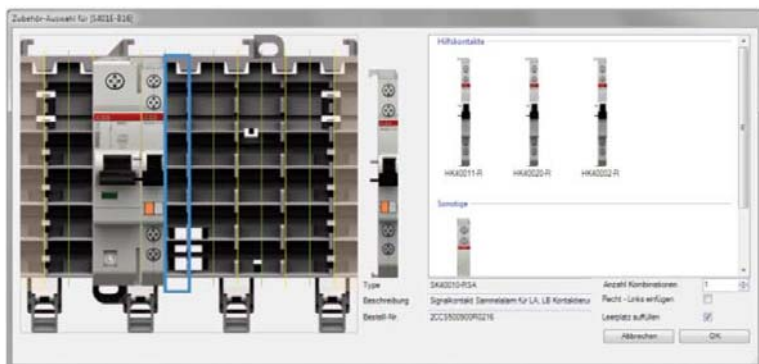 Zubehör-Auswahl für [S401E-B16]
Hilfskontakte
HK40011-R
HK40020-R
HK40002-R
Sonstige
Type
SK40010-RSA
Anzahl Kombinationen
1
Beschreibung
Signalkontakt Sammelalarm für LA, LB Kontakt
Recht - Links einfügen
Bestell-Nr.
2CCS500900R0216
Leerplatz auffüllen
Abbrechen
OK